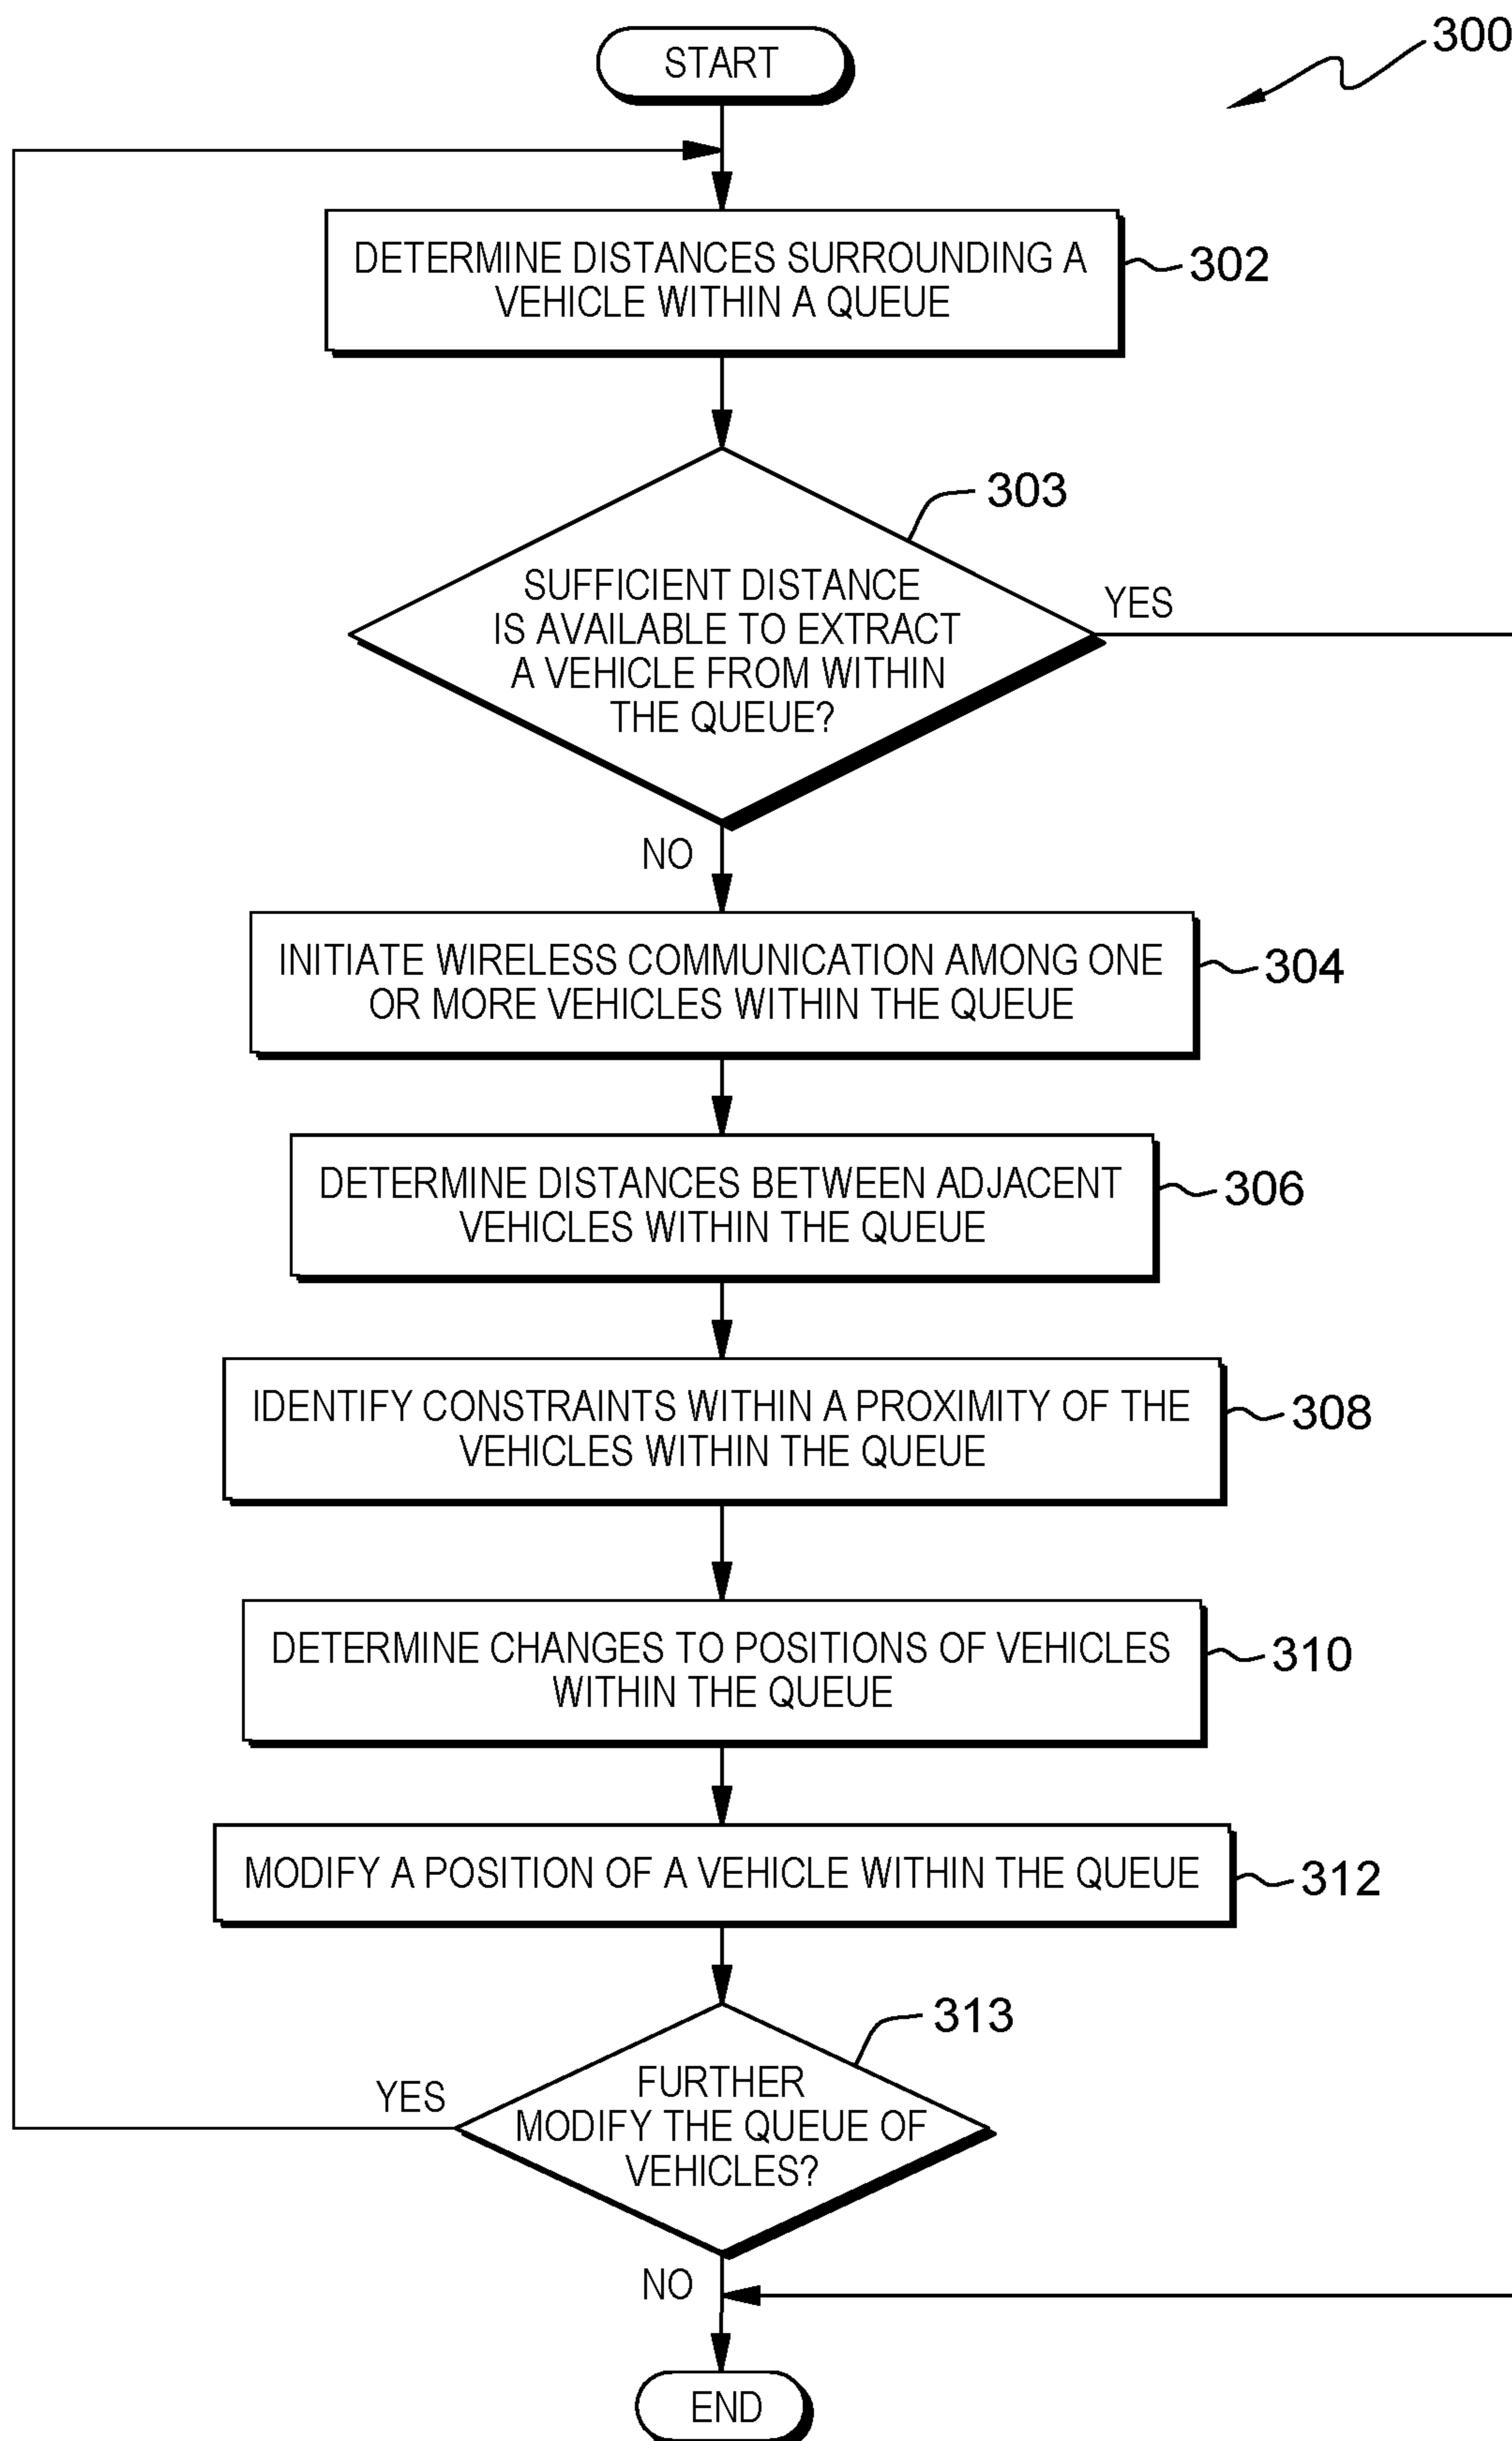 300
START
DETERMINE DISTANCES SURROUNDING A
VEHICLE WITHIN A QUEUE
302
303
SUFFICIENT DISTANCE
IS AVAILABLE TO EXTRACT
A VEHICLE FROM WITHIN
THE QUEUE?
YES
NO
INITIATE WIRELESS COMMUNICATION AMONG ONE
OR MORE VEHICLES WITHIN THE QUEUE
304
DETERMINE DISTANCES BETWEEN ADJACENT
VEHICLES WITHIN THE QUEUE
306
IDENTIFY CONSTRAINTS WITHIN A PROXIMITY OF THE
VEHICLES WITHIN THE QUEUE
308
DETERMINE CHANGES TO POSITIONS OF VEHICLES
WITHIN THE QUEUE
310
MODIFY A POSITION OF A VEHICLE WITHIN THE QUEUE
312
313
FURTHER
MODIFY THE QUEUE OF
VEHICLES?
YES
NO
END